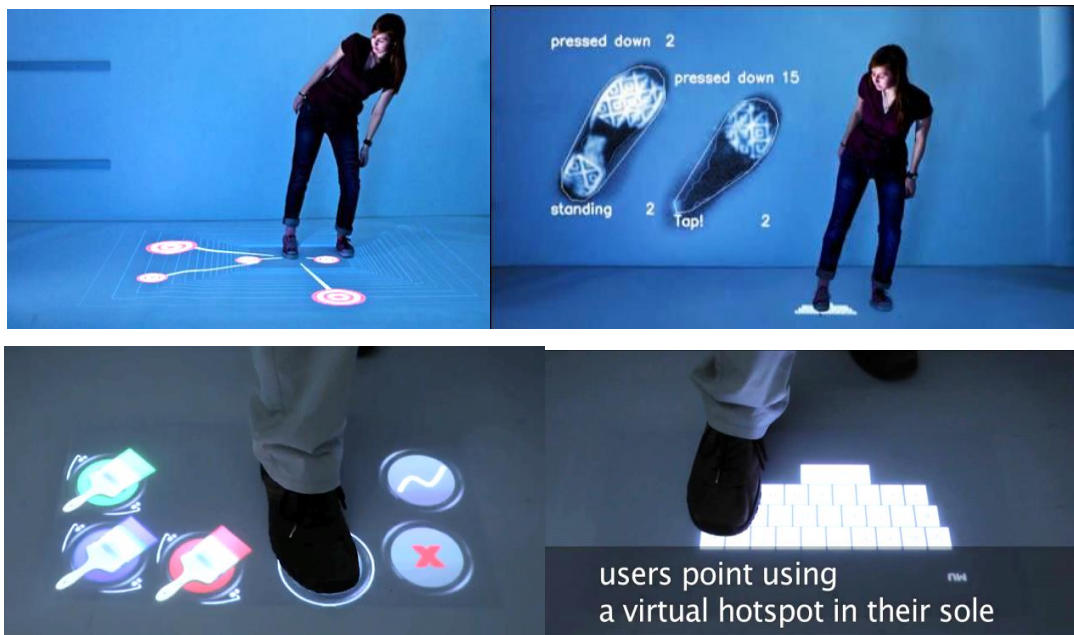 pressed down 2
pressed down 15
standing 2
Tap! 2
users point using
a virtual hotspot in their sole